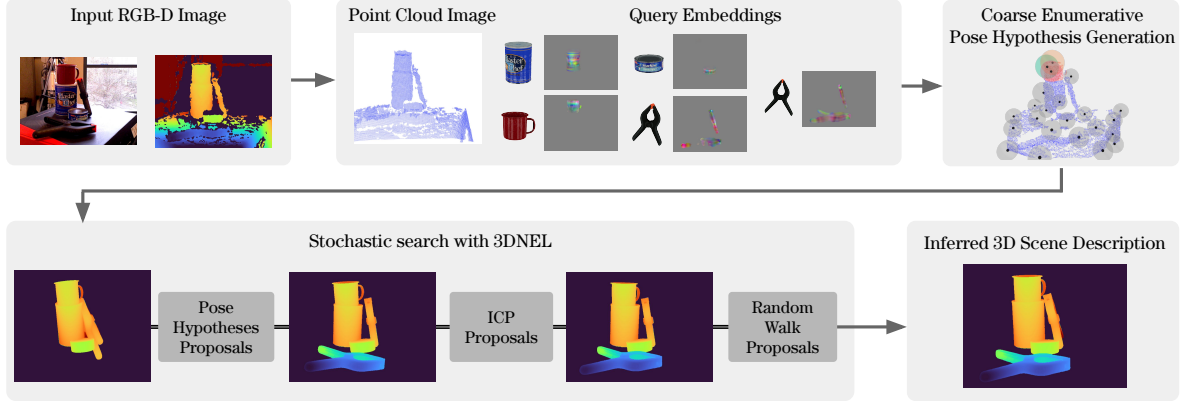 Input RGB-D Image
Point Cloud Image
Query Embeddings
Coarse Enumerative
Pose Hypothesis Generation
Stochastic search with 3DNEL
Pose
Hypotheses
Proposals
ICP
Proposals
Random
Walk
Proposals
Inferred 3D Scene Description